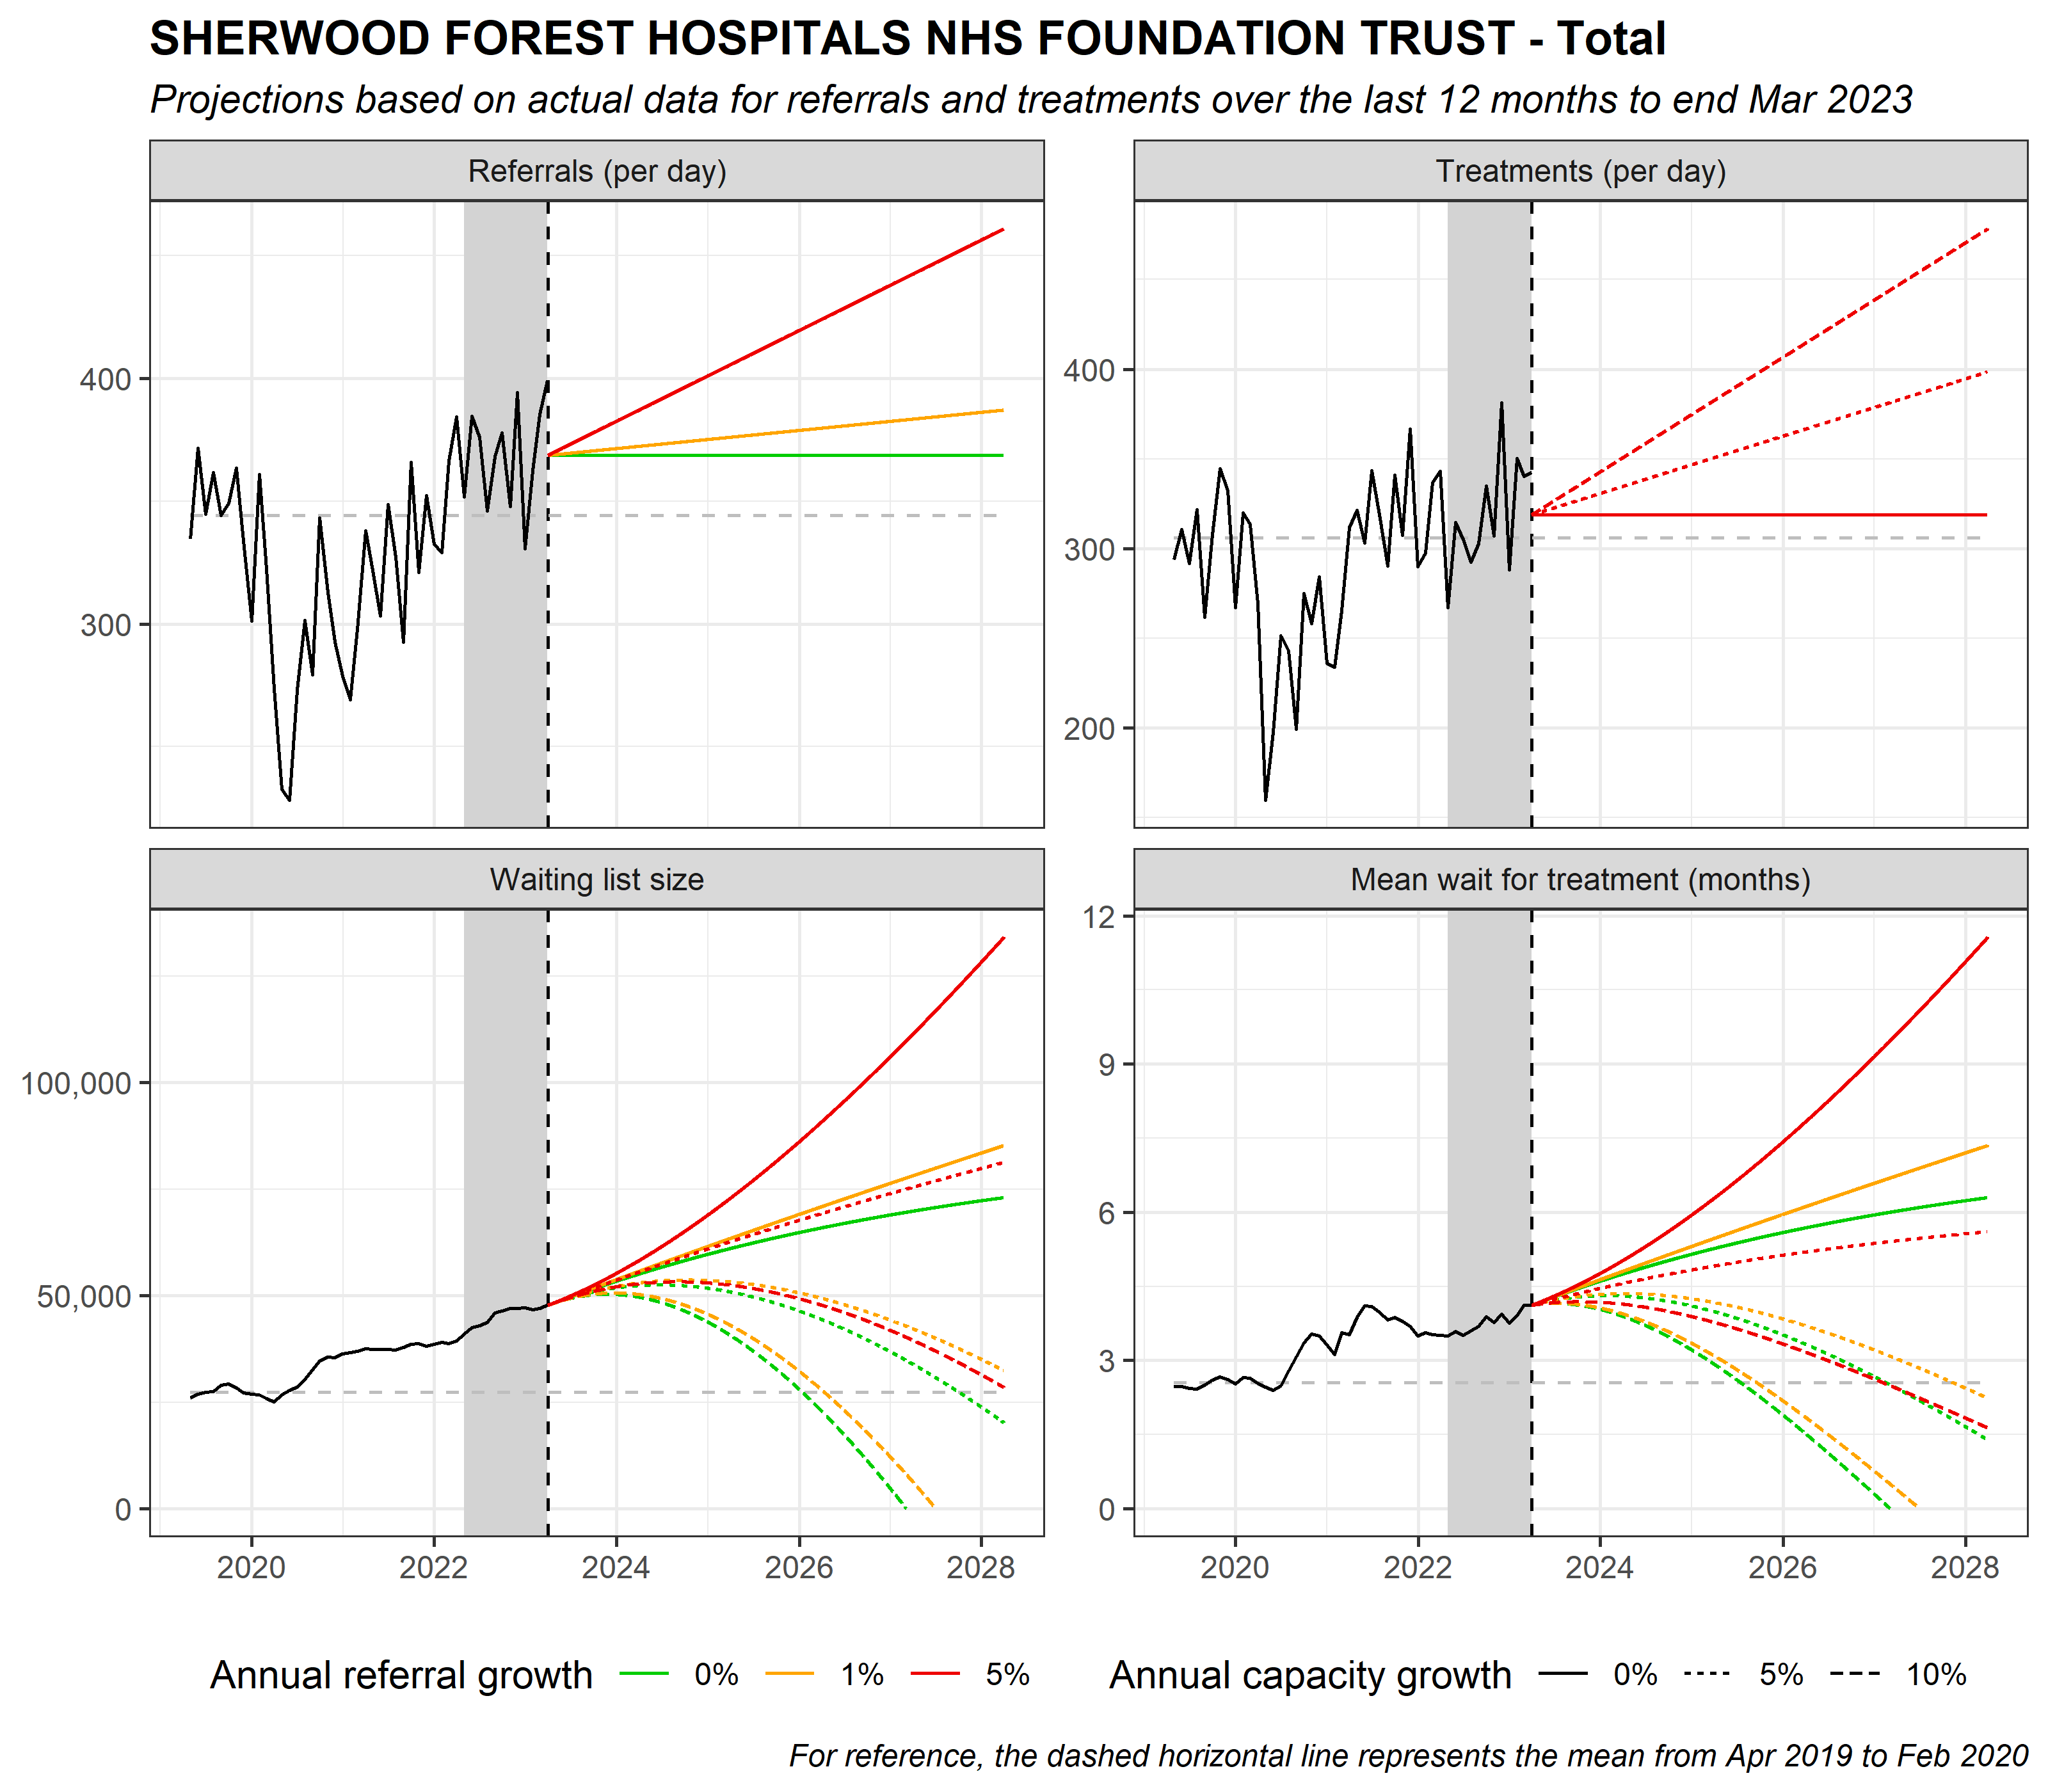 SHERWOOD FOREST HOSPITALS NHS FOUNDATION TRUST - Total
Projections based on actual data for referrals and treatments over the last 12 months to end Mar 2023
Referrals (per day)
400
300
Treatments (per day)
400
300
200
Waiting list size
100,000
50,000
0
2020 2022 2024 2026 2028
Mean wait for treatment (months)
12
9
6
3
0
2020 2022 2024 2026 2028
Annual referral growth 0% 1% 5%
Annual capacity growth 0% 5% 10%
For reference, the dashed horizontal line represents the mean from Apr 2019 to Feb 2020